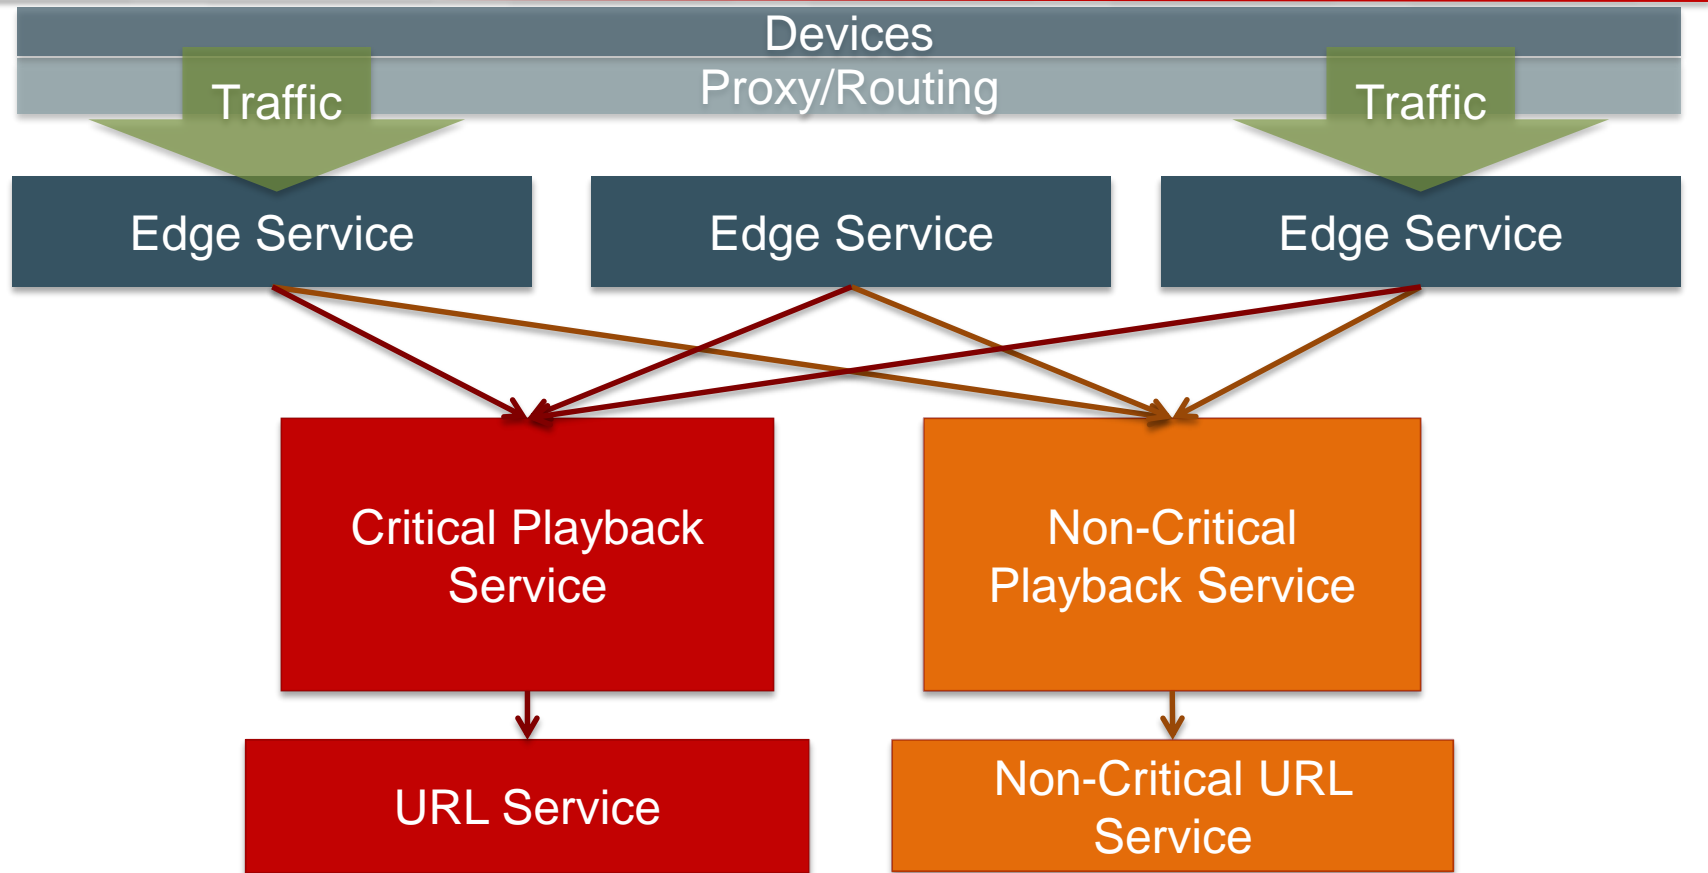 Devices
Proxy/Routing
Traffic
Traffic
Edge Service
Edge Service
Edge Service
Critical Playback
Service
Non-Critical
Playback Service
URL Service
Non-Critical URL
Service